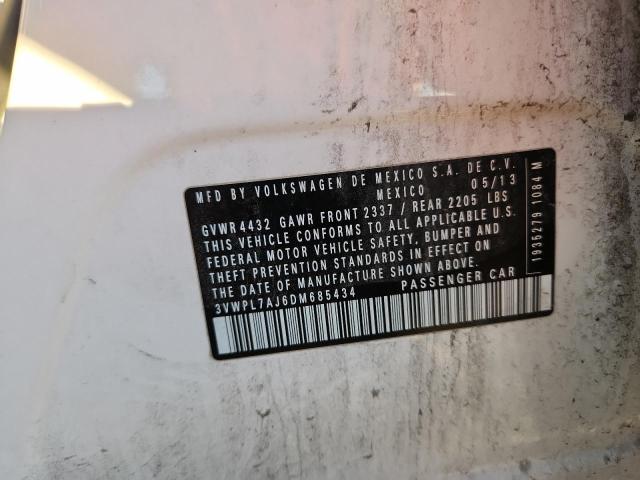 MFD BY VOLKSWAGEN DE MEXICO S.A. DE C.V.
MEXICO 05/13
GVWR 4432 GAWR FRONT 2337 / REAR 2205 LBS
THIS VEHICLE CONFORMS TO ALL APPLICABLE U.S.
FEDERAL MOTOR VEHICLE SAFETY, BUMPER AND
THEFT PREVENTION STANDARDS IN EFFECT ON
THE DATE OF MANUFACTURE SHOWN ABOVE.
3VWPL7AJ6DM685434 PASSENGER CAR
1935279 1084 M